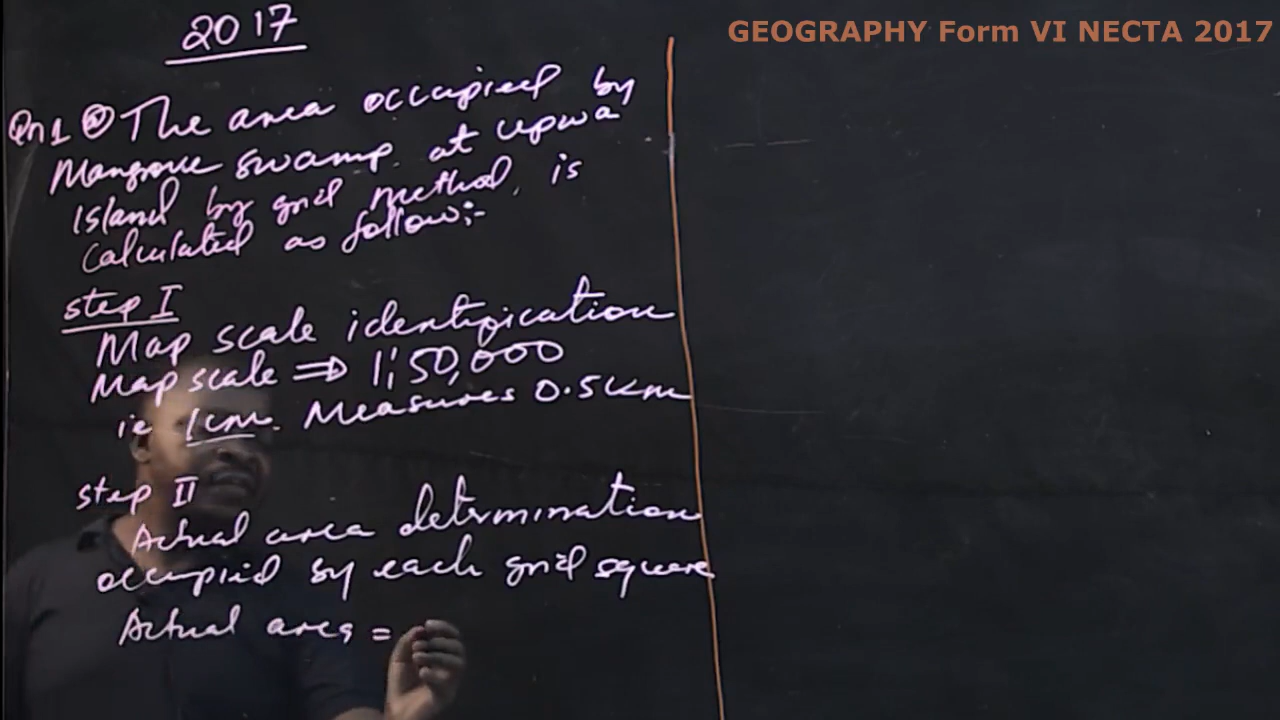 GEOGRAPHY Form VI NECTA 2017
2017
Qn1 ⓐ The area occupied by
Mangrove swamp. at upwa
Island by grid method, is
Calculated as follow:-
step I
Map scale identification
Map scale ⇒ 1:50,000
ie 1cm. Measures 0.5km
step II
Actual area determination
occupied by each grid square
Actual area =